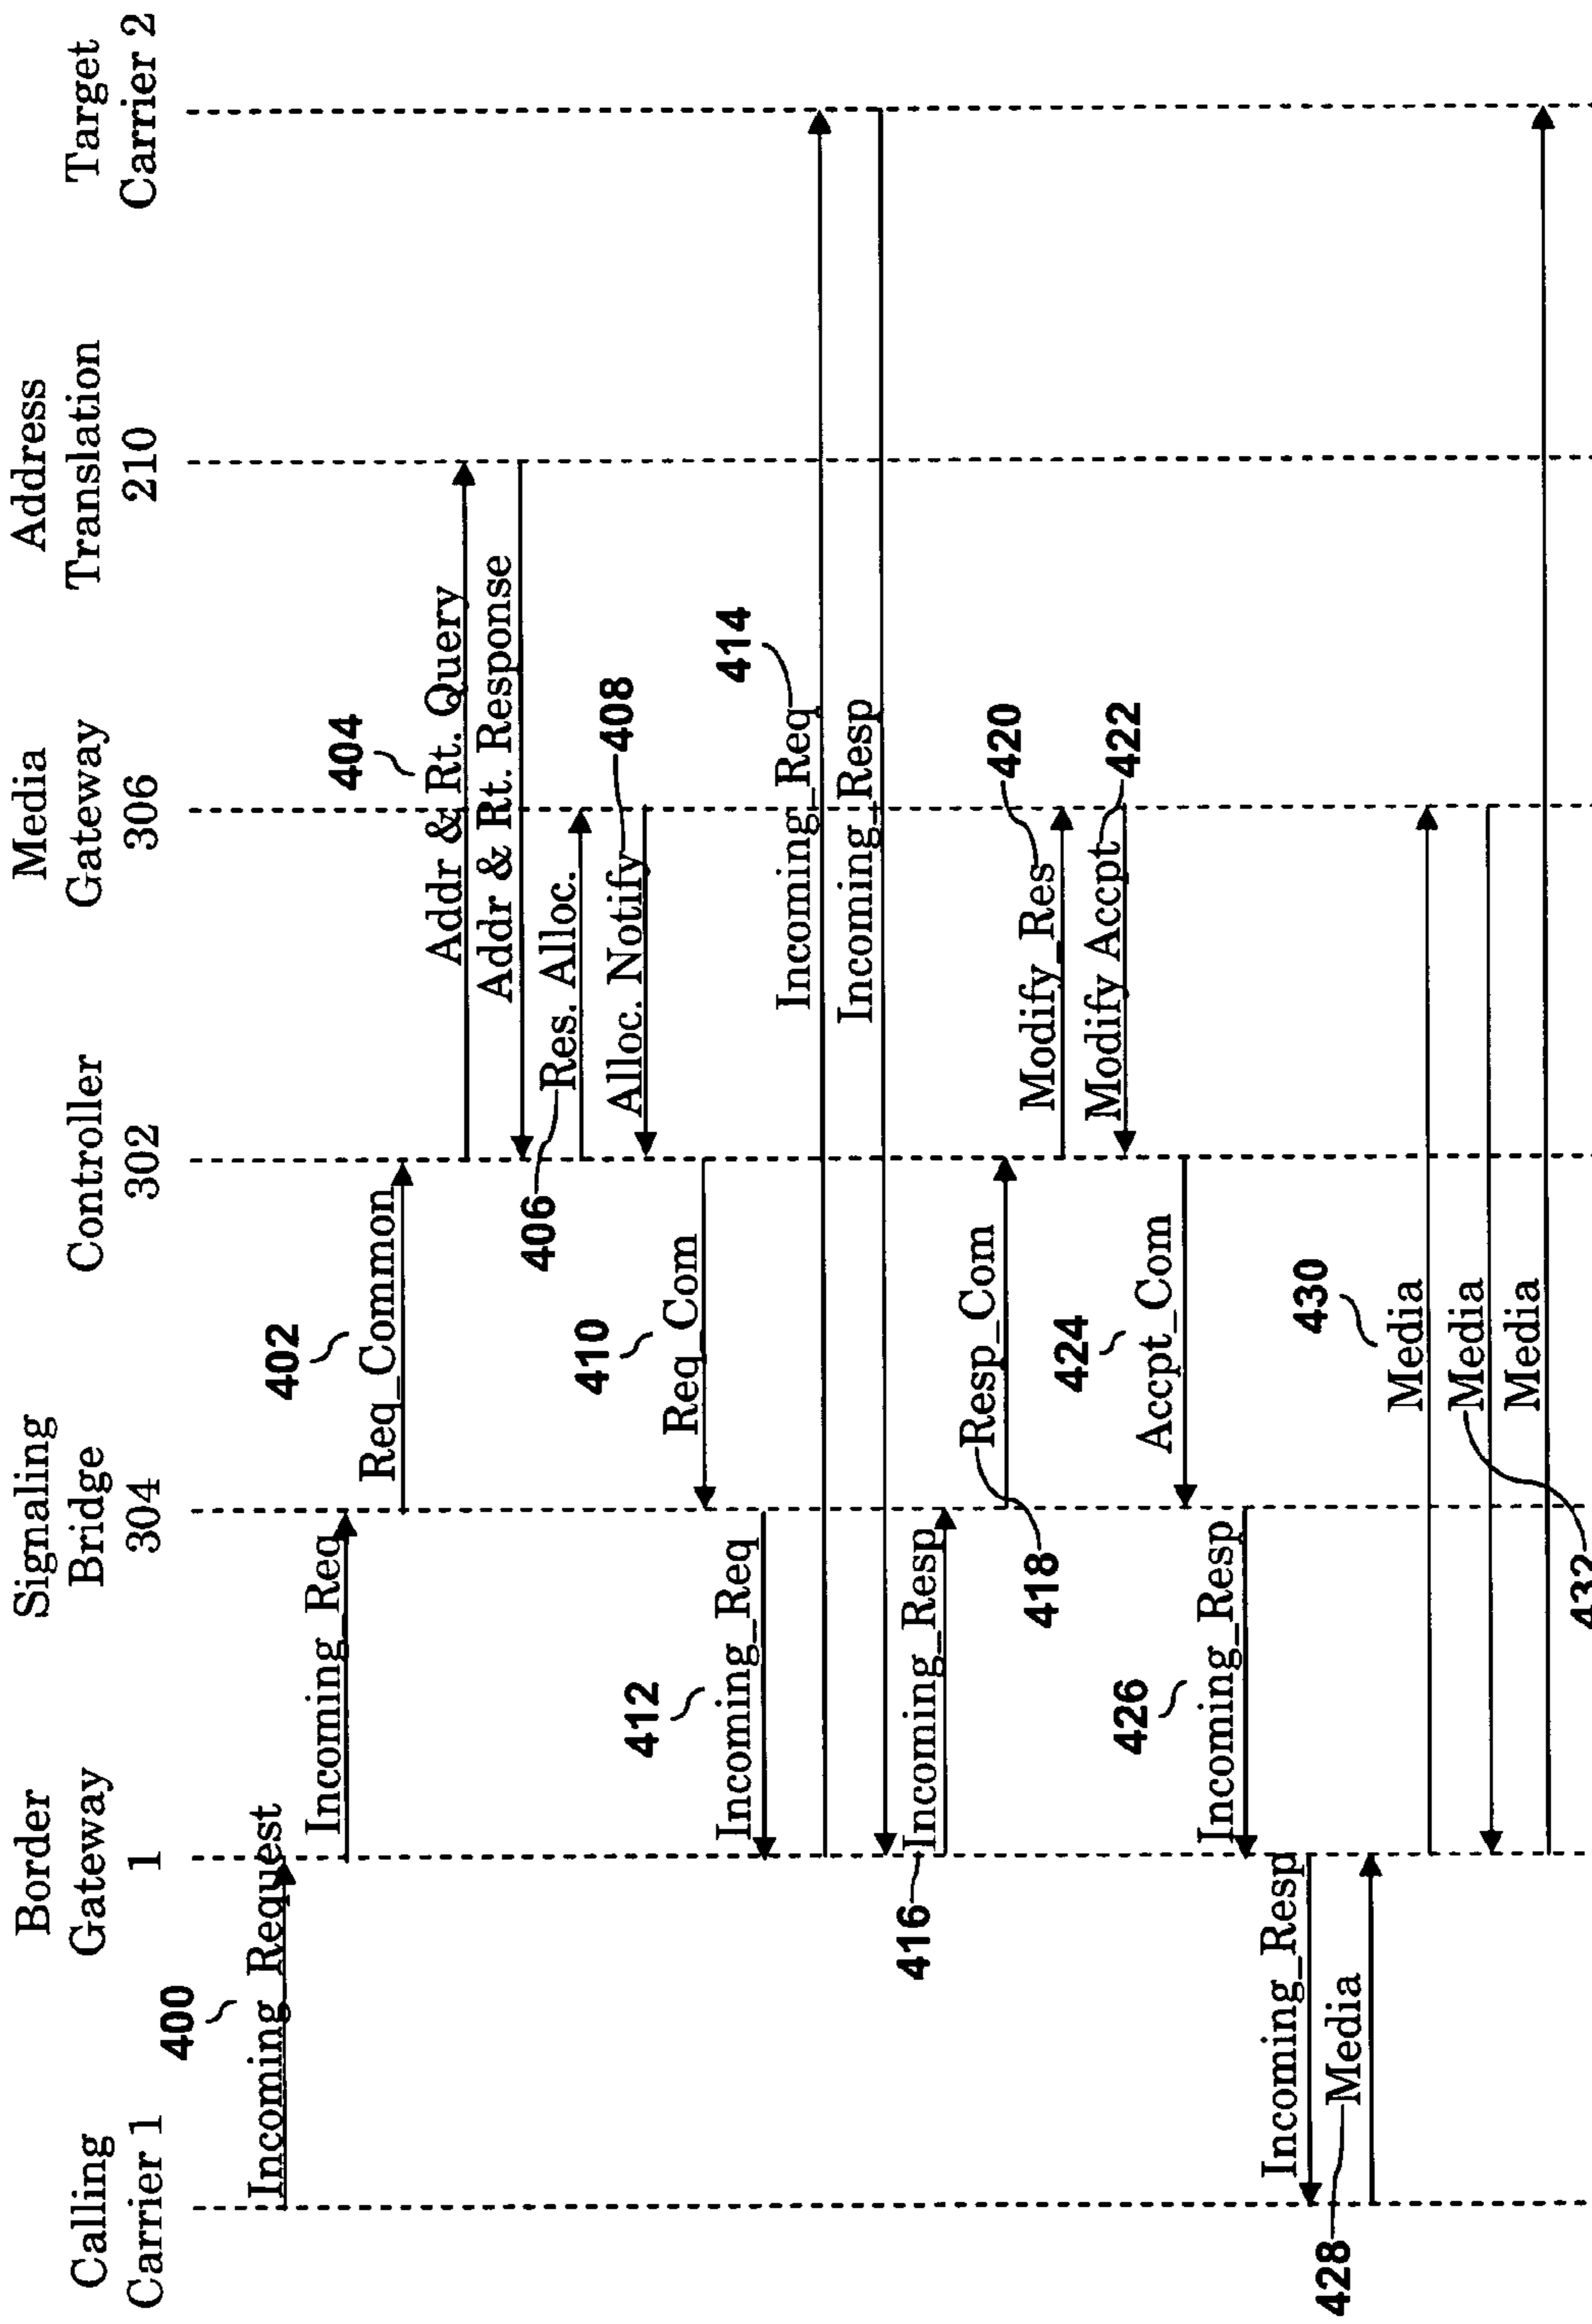 Calling
Carrier 1
Border
Gateway
1
Signaling
Bridge
304
Controller
302
Media
Gateway
306
Address
Translation
210
Target
Carrier 2
400
Incoming_Request
Incoming_Req
402
Req_Common
404
Addr & Rt. Query
Addr & Rt. Response
406
Res. Alloc.
Alloc. Notify
408
410
Req_Com
412
Incoming_Req
414
Incoming_Req
Incoming_Resp
416
Incoming_Resp
418
Resp_Com
Modify_Res
420
Modify Accpt
422
424
Accpt_Com
426
Incoming_Resp
Incoming_Resp
428
Media
430
Media
Media
432
Media